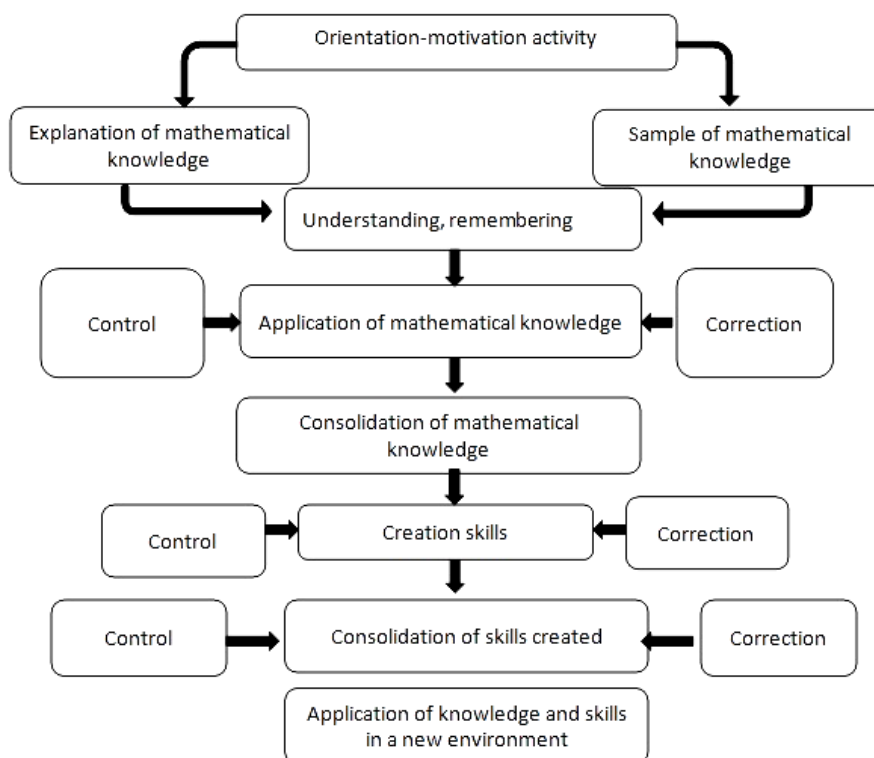 Orientation-motivation activity
Explanation of mathematical
knowledge
Sample of mathematical
knowledge
Understanding, remembering
Control
Application of mathematical knowledge
Correction
Consolidation of mathematical
knowledge
Control
Creation skills
Correction
Control
Consolidation of skills created
Correction
Application of knowledge and skills
in a new environment